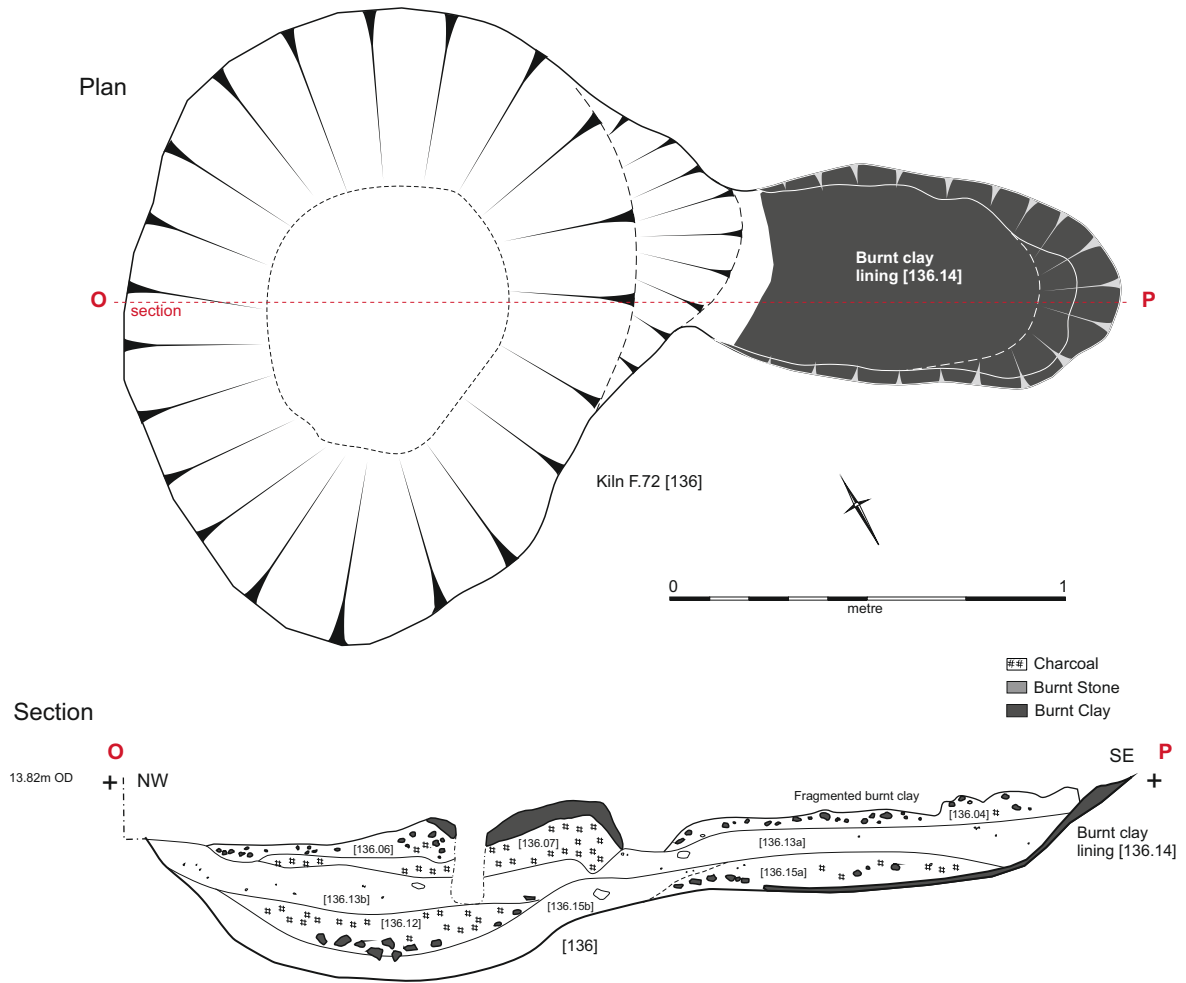 Plan
Burnt clay
lining [136.14]
O
P
section
Kiln F.72 [136]
0
1
metre
Charcoal
Burnt Stone
Burnt Clay
Section
O
SE
P
13.82m OD
NW
Fragmented burnt clay
[136.04]
[136.06]
[136.07]
[136.13a]
Burnt clay
lining [136.14]
[136.15a]
[136.13b]
[136.15b]
[136.12]
[136]